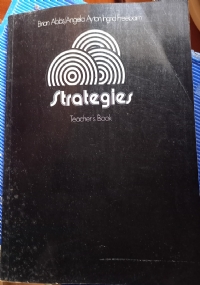 Brian Abbs/Angela Ayton/Ingrid Freebairn
Strategies
Teacher's Book